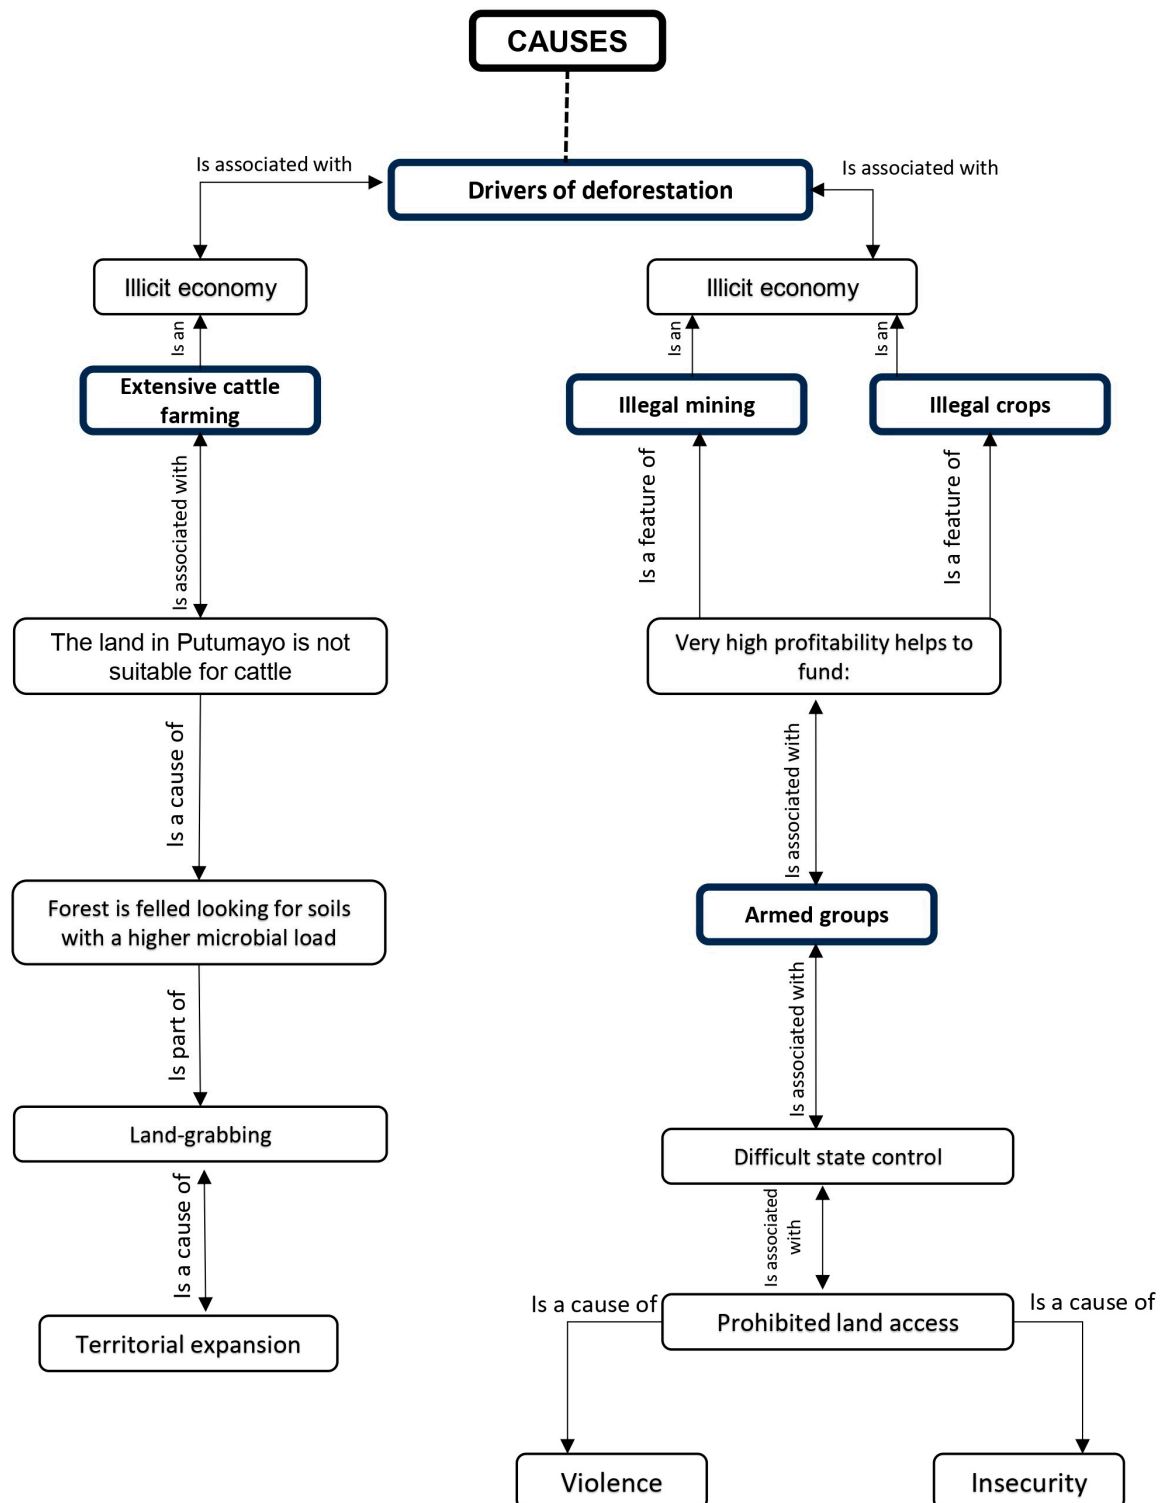 CAUSES
Is associated with
Is associated with
Drivers of deforestation
Illicit economy
Illicit economy
Is an
Is an
Is an
Extensive cattle
farming
Illegal mining
Illegal crops
Is associated with
Is a feature of
Is a feature of
The land in Putumayo is not
suitable for cattle
Very high profitability helps to
fund:
Is a cause of
Is associated with
Forest is felled looking for soils
with a higher microbial load
Armed groups
Is part of
Is associated with
Land-grabbing
Difficult state control
Is a cause of
Is associated
with
Is a cause of
Prohibited land access
Is a cause of
Territorial expansion
Violence
Insecurity